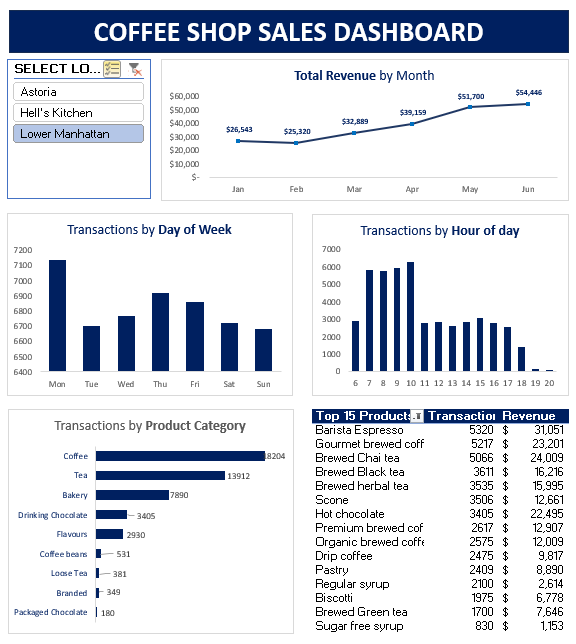 COFFEE SHOP SALES DASHBOARD
SELECT LO...
Astoria
Hell's Kitchen
Lower Manhattan
Total Revenue by Month
$60,000
$50,000
$40,000
$30,000
$20,000
$10,000
$-
$26,543
$25,320
$32,889
$39,159
$51,700
$54,446
Jan Feb Mar Apr May Jun
Transactions by Day of Week
7200
7100
7000
6900
6800
6700
6600
6500
6400
Mon Tue Wed Thu Fri Sat Sun
Transactions by Hour of day
7000
6000
5000
4000
3000
2000
1000
0
6 7 8 9 10 11 12 13 14 15 16 17 18 19 20
Transactions by Product Category
Coffee 18204
Tea 13912
Bakery 7890
Drinking Chocolate 3405
Flavours 2930
Coffee beans 531
Loose Tea 381
Branded 349
Packaged Chocolate 180
Top 15 Products Transactior Revenue
Barista Espresso 5320 $ 31,051
Gourmet brewed coff 5217 $ 23,201
Brewed Chai tea 5066 $ 24,009
Brewed Black tea 3611 $ 16,216
Brewed herbal tea 3535 $ 15,995
Scone 3506 $ 12,661
Hot chocolate 3405 $ 22,495
Premium brewed cof 2617 $ 12,907
Organic brewed coffe 2575 $ 12,009
Drip coffee 2475 $ 9,817
Pastry 2409 $ 8,890
Regular syrup 2100 $ 2,614
Biscotti 1975 $ 6,778
Brewed Green tea 1700 $ 7,646
Sugar free syrup 830 $ 1,153